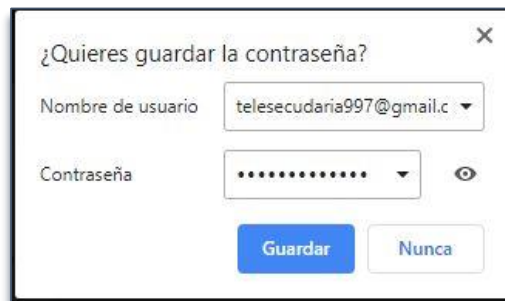 ¿Quieres guardar la contraseña?
Nombre de usuario telesecudaria997@gmail.c
Contraseña •••••••••••••
Guardar Nunca